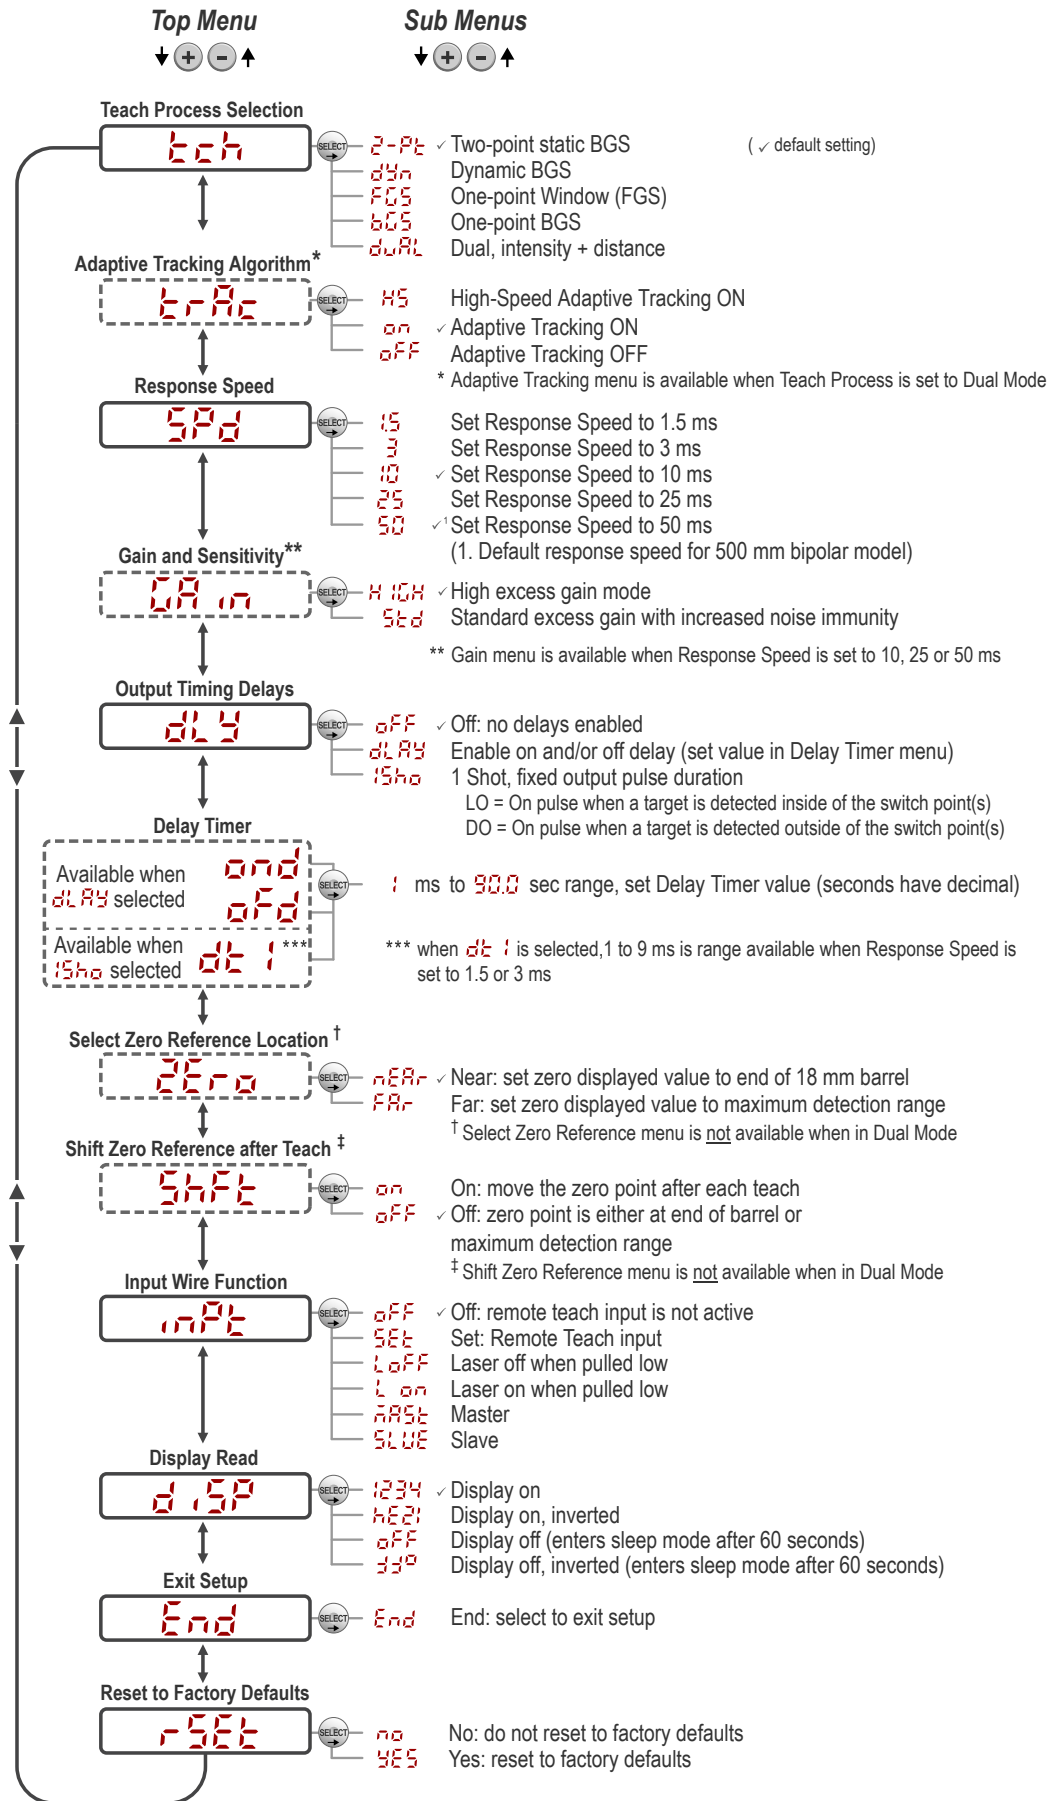 Top Menu Sub Menus
+ - + -
Teach Process Selection
tch SELECT 2-Pt ✓ Two-point static BGS ( ✓ default setting)
dYn Dynamic BGS
FGS One-point Window (FGS)
bGS One-point BGS
duAL Dual, intensity + distance
Adaptive Tracking Algorithm*
trAc SELECT HS High-Speed Adaptive Tracking ON
on ✓ Adaptive Tracking ON
oFF Adaptive Tracking OFF
* Adaptive Tracking menu is available when Teach Process is set to Dual Mode
Response Speed
SPd SELECT 1.5 Set Response Speed to 1.5 ms
3 Set Response Speed to 3 ms
10 ✓ Set Response Speed to 10 ms
25 Set Response Speed to 25 ms
50 ✓¹ Set Response Speed to 50 ms
(1. Default response speed for 500 mm bipolar model)
Gain and Sensitivity**
GAin SELECT HIGH ✓ High excess gain mode
Std Standard excess gain with increased noise immunity
** Gain menu is available when Response Speed is set to 10, 25 or 50 ms
Output Timing Delays
dLY SELECT oFF ✓ Off: no delays enabled
dLAY Enable on and/or off delay (set value in Delay Timer menu)
1Sho 1 Shot, fixed output pulse duration
LO = On pulse when a target is detected inside of the switch point(s)
DO = On pulse when a target is detected outside of the switch point(s)
Delay Timer
Available when dLAY selected ond oFd SELECT 1 ms to 90.0 sec range, set Delay Timer value (seconds have decimal)
Available when 1Sho selected dt 1 ***
*** when dt 1 is selected,1 to 9 ms is range available when Response Speed is
set to 1.5 or 3 ms
Select Zero Reference Location †
ZEro SELECT nEAr ✓ Near: set zero displayed value to end of 18 mm barrel
FAr Far: set zero displayed value to maximum detection range
† Select Zero Reference menu is not available when in Dual Mode
Shift Zero Reference after Teach ‡
ShFt SELECT on On: move the zero point after each teach
oFF ✓ Off: zero point is either at end of barrel or
maximum detection range
‡ Shift Zero Reference menu is not available when in Dual Mode
Input Wire Function
inPt SELECT oFF ✓ Off: remote teach input is not active
SEt Set: Remote Teach input
LoFF Laser off when pulled low
L on Laser on when pulled low
nASt Master
SLUE Slave
Display Read
diSP SELECT 1234 ✓ Display on
hEZ1 Display on, inverted
oFF Display off (enters sleep mode after 60 seconds)
Display off, inverted (enters sleep mode after 60 seconds)
Exit Setup
End SELECT End End: select to exit setup
Reset to Factory Defaults
rSEt SELECT no No: do not reset to factory defaults
YES Yes: reset to factory defaults